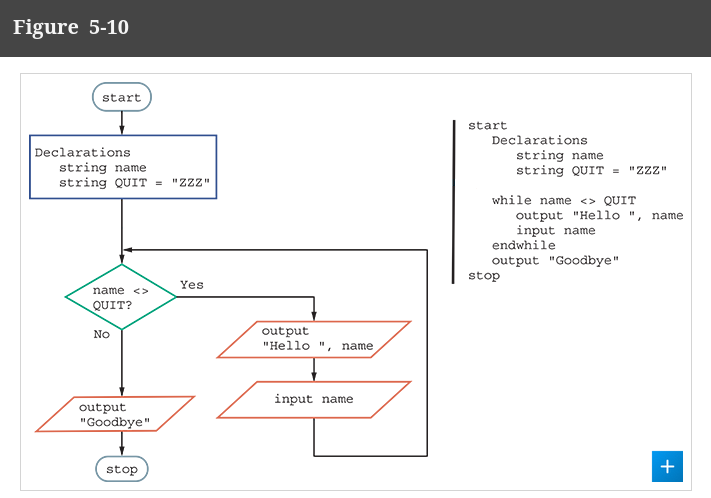 Figure 5-10
start
Declarations
string name
string QUIT = "ZZZ"
name <>
QUIT?
Yes
No
output
"Hello ", name
input name
output
"Goodbye"
stop
start
Declarations
string name
string QUIT = "ZZZ"
while name <> QUIT
output "Hello ", name
input name
endwhile
output "Goodbye"
stop
+